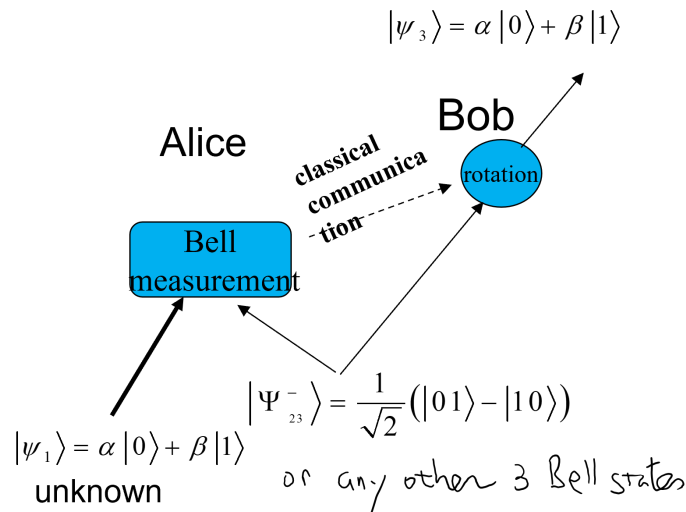 |ψ₃⟩ = α|0⟩ + β|1⟩
Bob
Alice
classical
communica
tion
rotation
Bell
measurement
|Ψ₂₃⁻⟩ = 1/√2 (|01⟩ − |10⟩)
|ψ₁⟩ = α|0⟩ + β|1⟩
unknown
or any other 3 Bell states